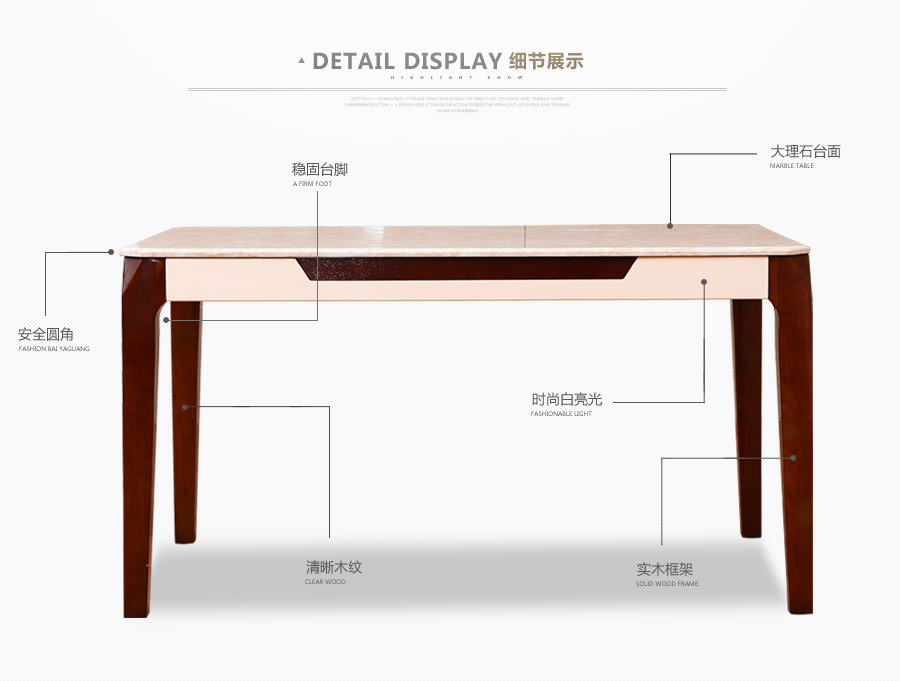 DETAIL DISPLAY 细节展示
HIGHLIGHT SHOW
大理石台面
MARBLE TABLE
稳固台脚
A FIRM FOOT
安全圆角
FASHION BAI YAGUANG
时尚白亮光
FASHIONABLE LIGHT
清晰木纹
CLEAR WOOD
实木框架
SOLID WOOD FRAME